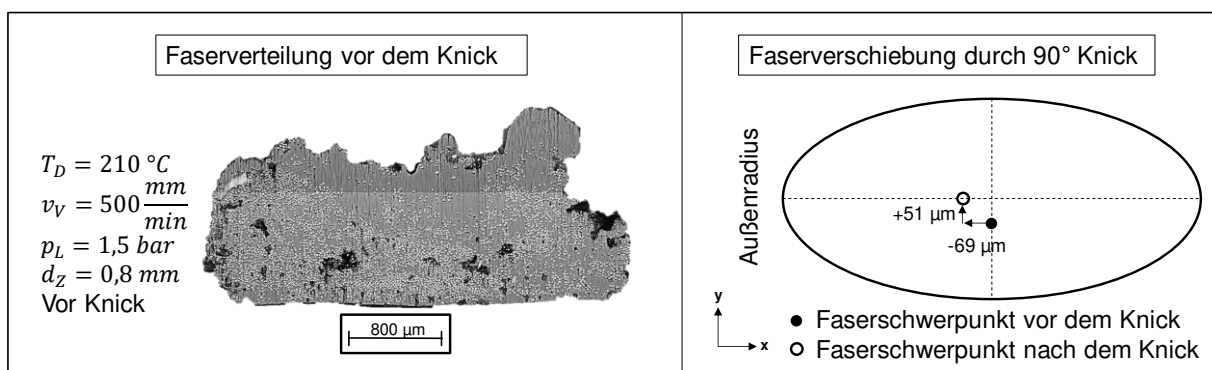 Faserverteilung vor dem Knick
T_D = 210 °C
v_V = 500 mm/min
p_L = 1,5 bar
d_Z = 0,8 mm
Vor Knick
800 µm
Faserverschiebung durch 90° Knick
Außenradius
+51 µm
-69 µm
y
x
Faserschwerpunkt vor dem Knick
Faserschwerpunkt nach dem Knick